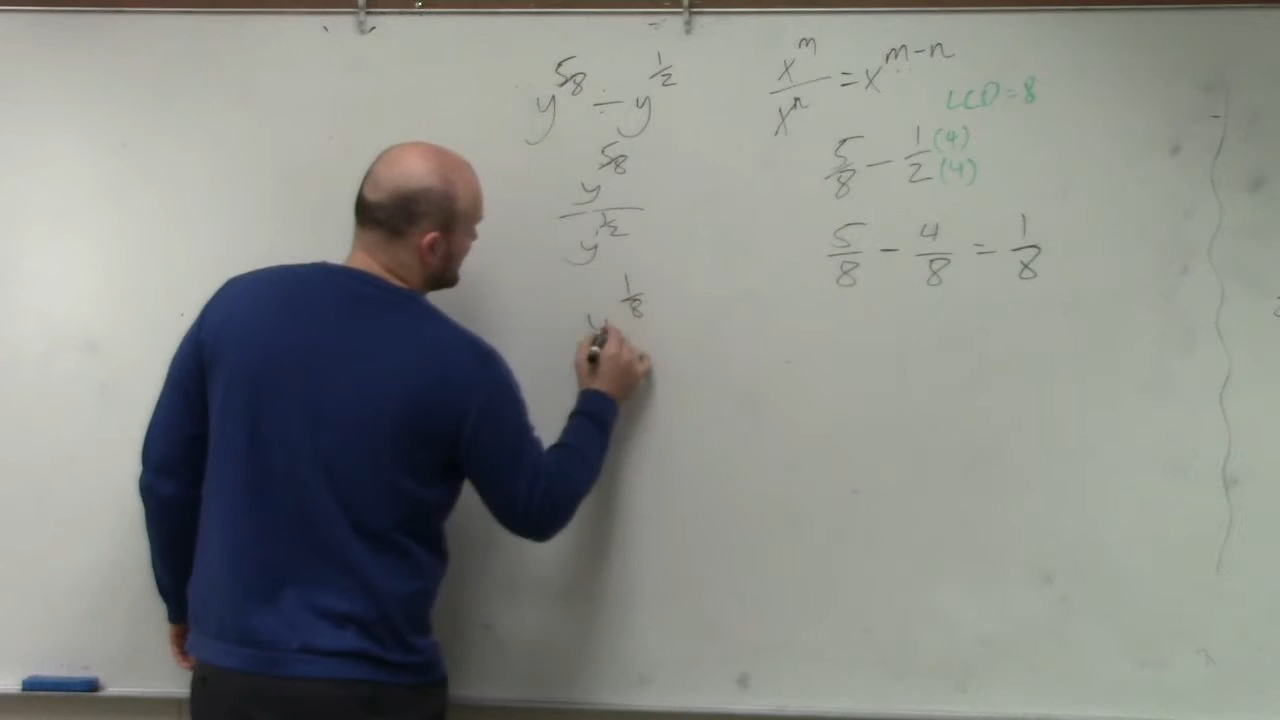 y^5/8 ÷ y^1/2
y^5/8
y^1/2
1/8
y
x^m/x^n = x^m-n
LCD = 8
5/8 - 1/2 (4)(4)
5/8 - 4/8 = 1/8